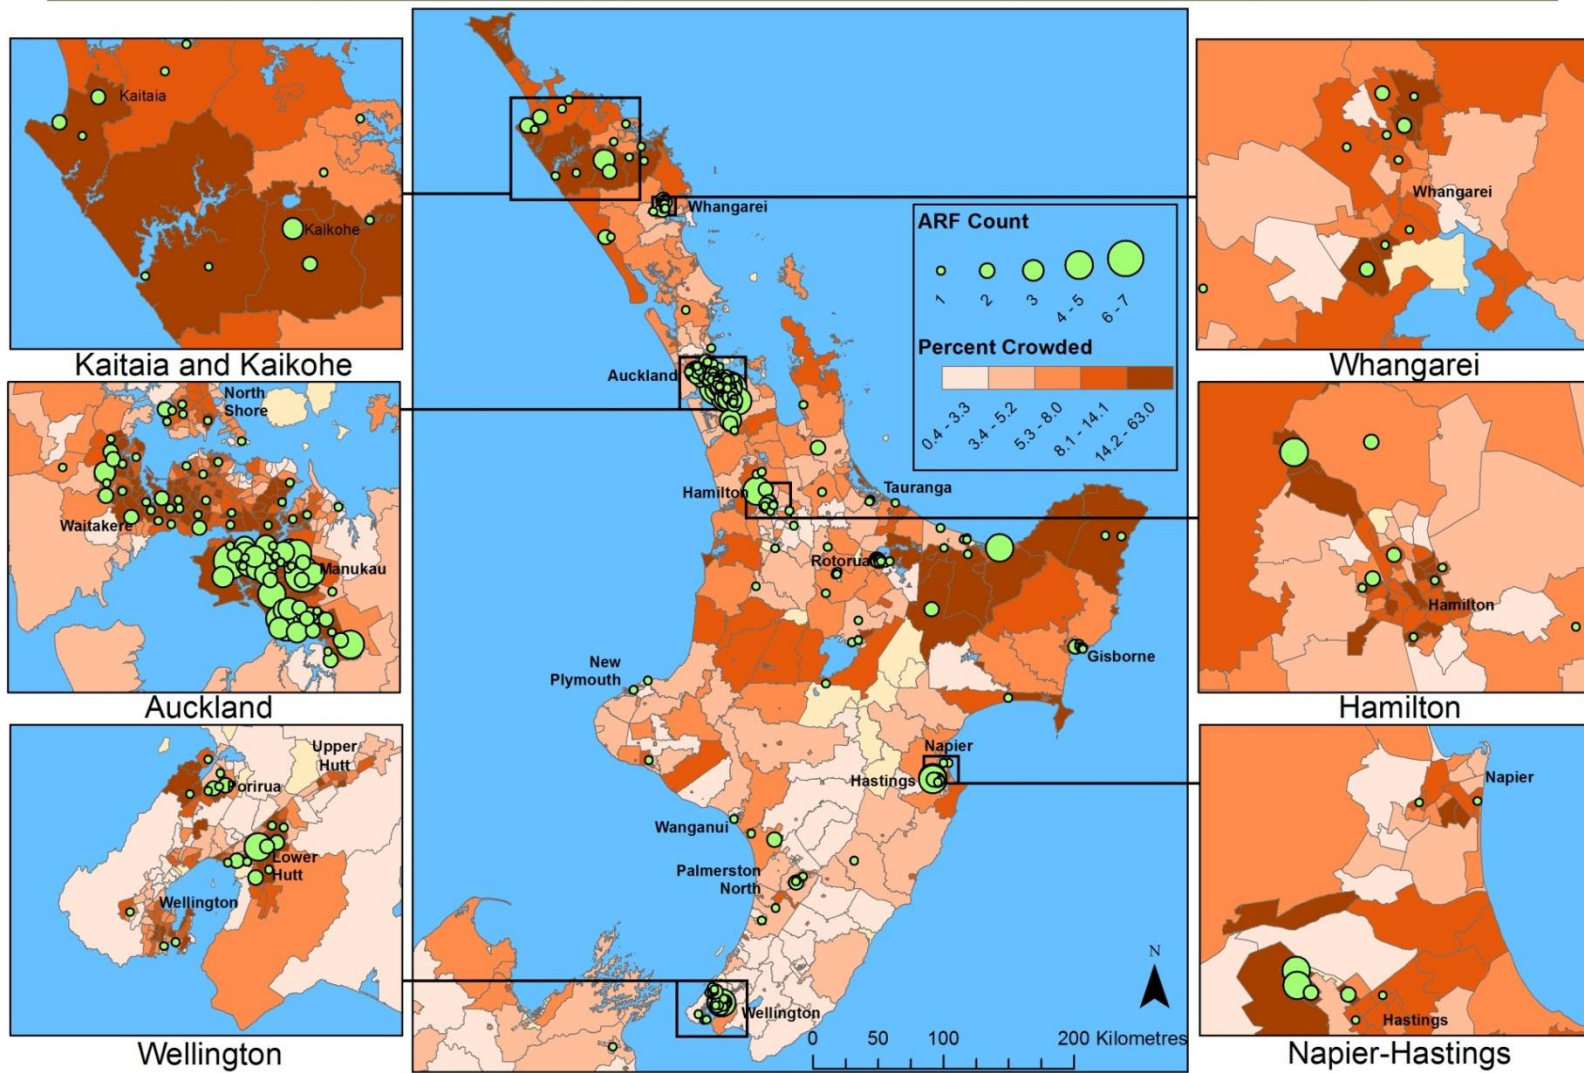 Kaitaia
Kaikohe
Kaitaia and Kaikohe
North
Shore
Waitakere
Manukau
Auckland
Upper
Hutt
Porirua
Lower
Hutt
Wellington
Wellington
Whangarei
Auckland
Hamilton
Tauranga
Rotorua
Gisborne
New
Plymouth
Napier
Hastings
Wanganui
Palmerston
North
Wellington
ARF Count
1 2 3 4 - 5 6 - 7
Percent Crowded
0.4 - 3.3 3.4 - 5.2 5.3 - 8.0 8.1 - 14.1 14.2 - 63.0
N
0 50 100 200 Kilometres
Whangarei
Whangarei
Hamilton
Hamilton
Napier
Hastings
Napier-Hastings